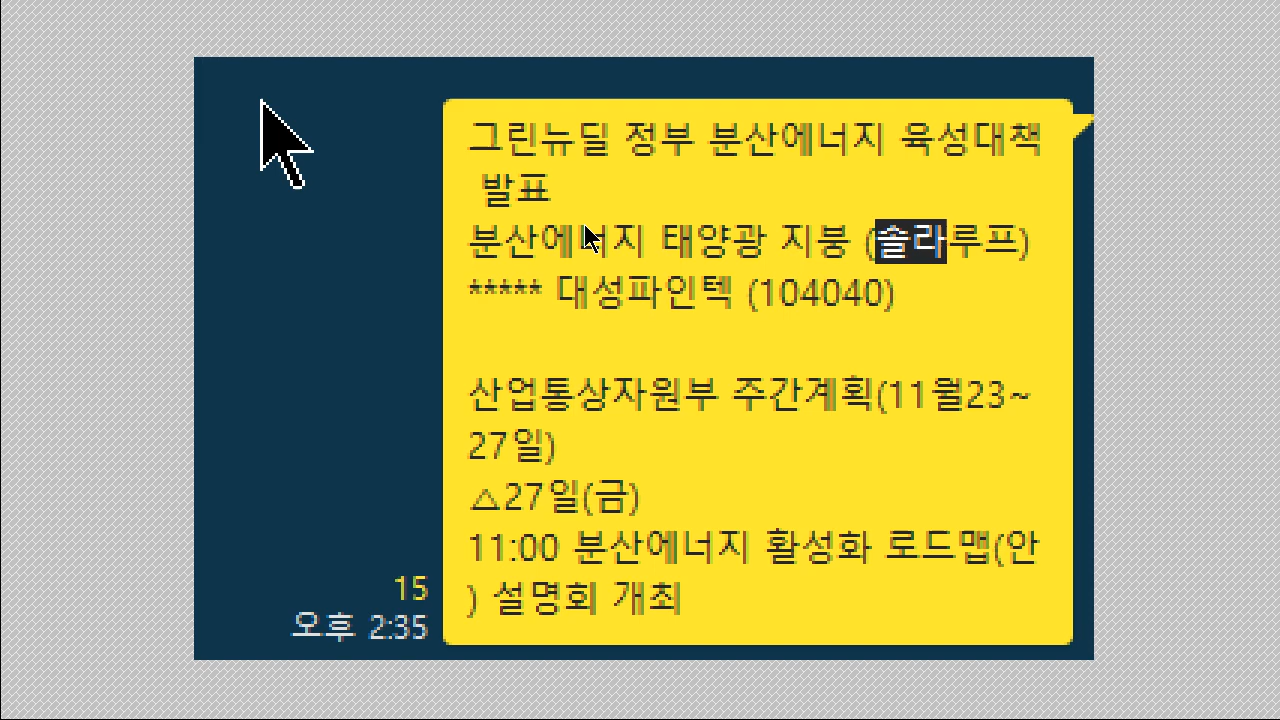 그린뉴딜 정부 분산에너지 육성대책
발표
분산에너지 태양광 지붕 (솔라루프)
***** 대성파인텍 (104040)
산업통상자원부 주간계획(11월23~
27일)
△27일(금)
11:00 분산에너지 활성화 로드맵(안
) 설명회 개최
15
오후 2:35